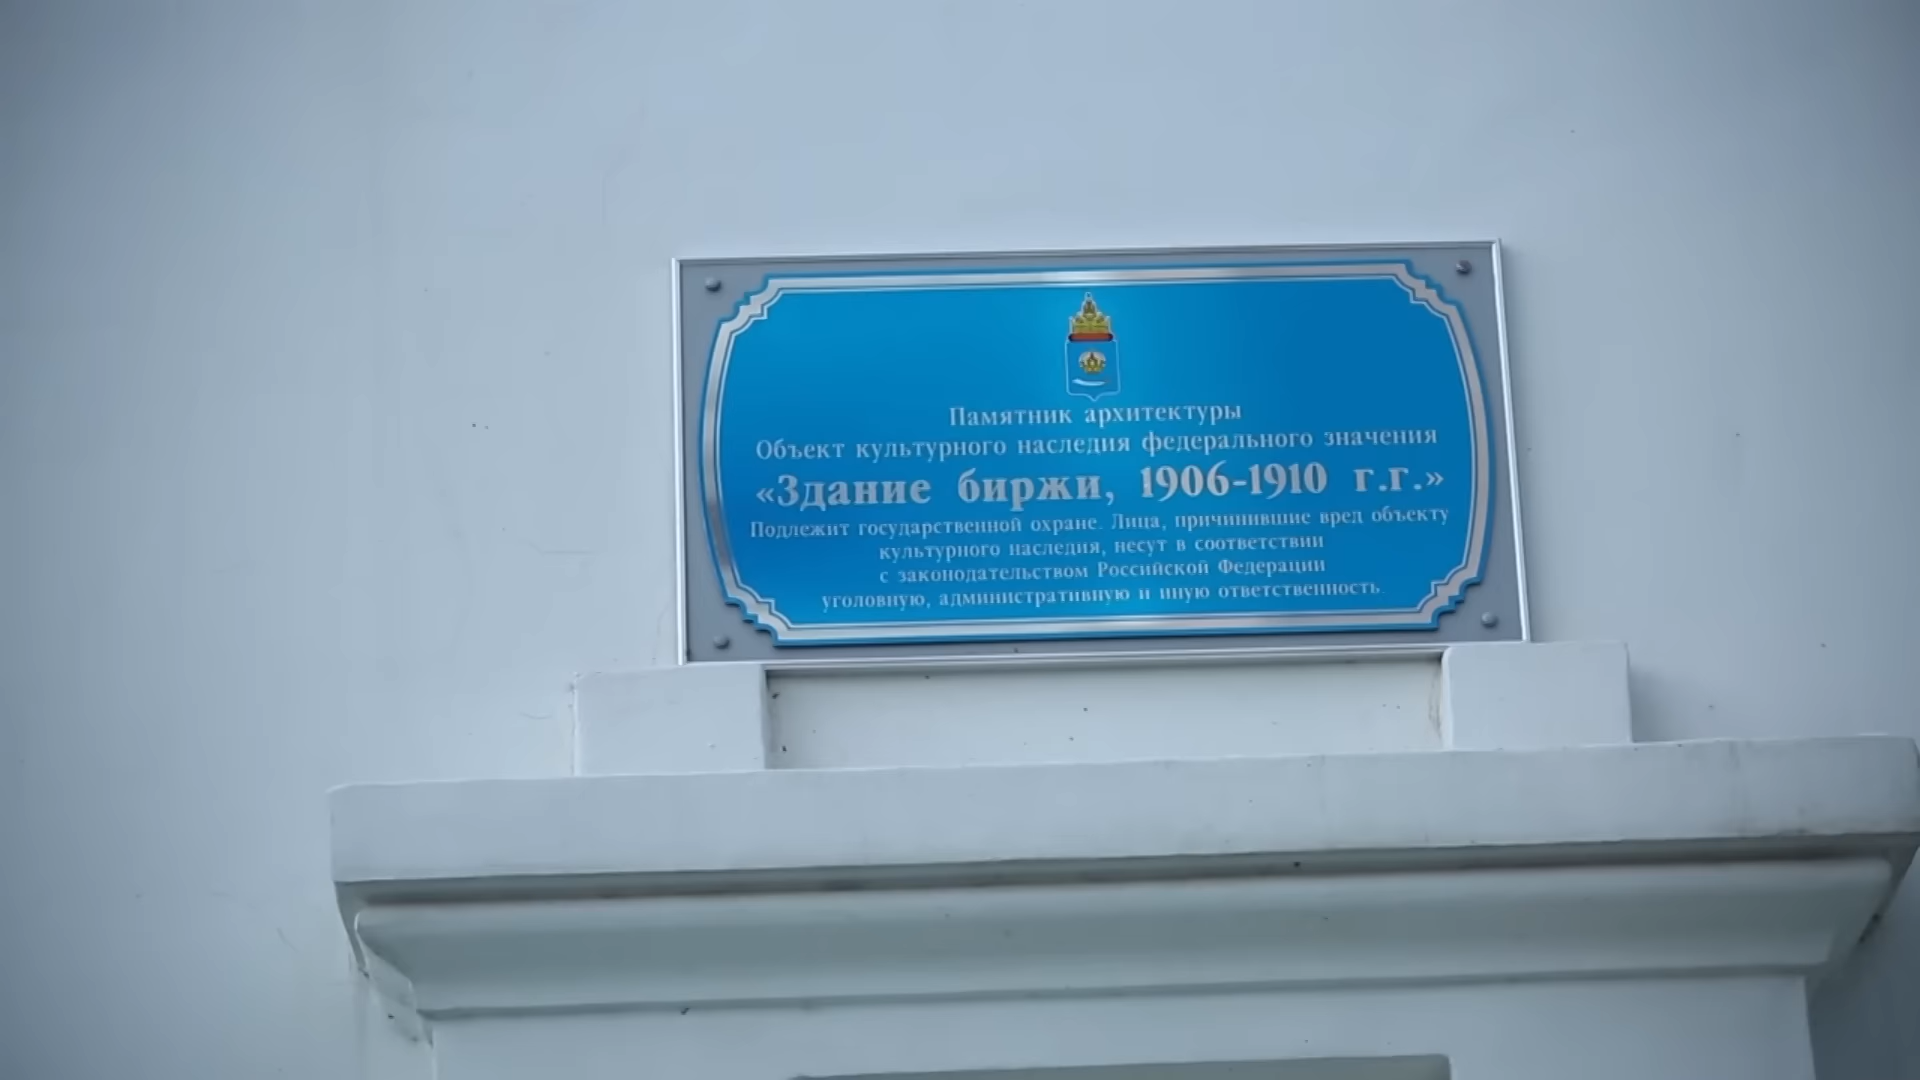 Памятник архитектуры
Объект культурного наследия федерального значения
«Здание биржи, 1906-1910 г.г.»
Подлежит государственной охране. Лица, причинившие вред объекту
культурного наследия, несут в соответствии
с законодательством Российской Федерации
уголовную, административную и иную ответственность.